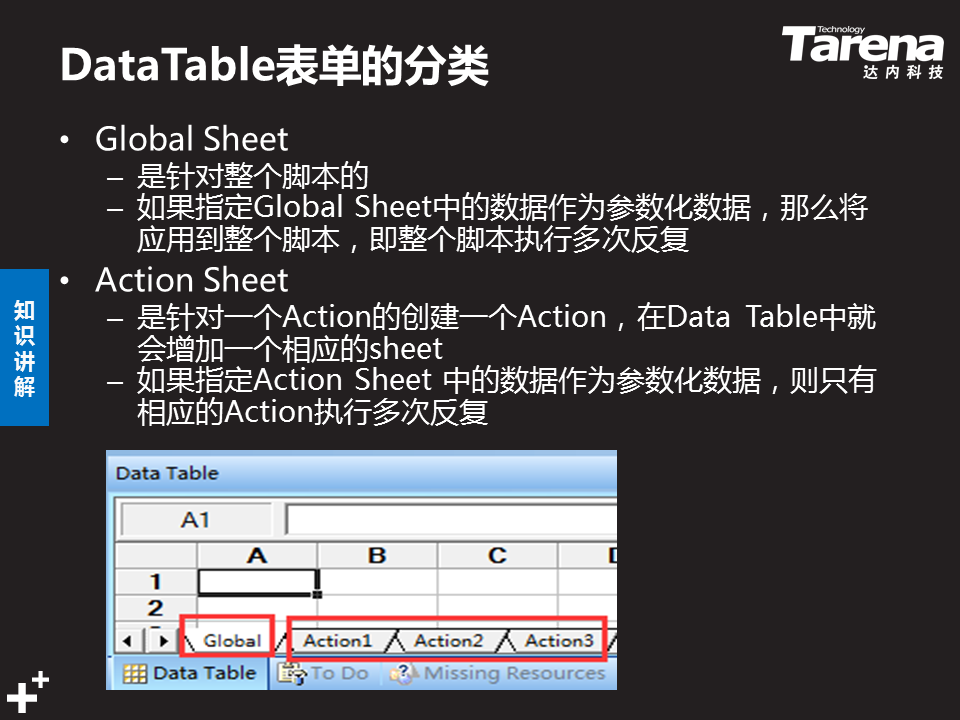 DataTable表单的分类
Technology
Tarena
达内科技
• Global Sheet
– 是针对整个脚本的
– 如果指定Global Sheet中的数据作为参数化数据，那么将
应用到整个脚本，即整个脚本执行多次反复
• Action Sheet
– 是针对一个Action的创建一个Action，在Data Table中就
会增加一个相应的sheet
– 如果指定Action Sheet 中的数据作为参数化数据，则只有
相应的Action执行多次反复
知
识
讲
解
Data Table
A1
A B C
1
2
Global Action1 Action2 Action3
Data Table To Do Missing Resources